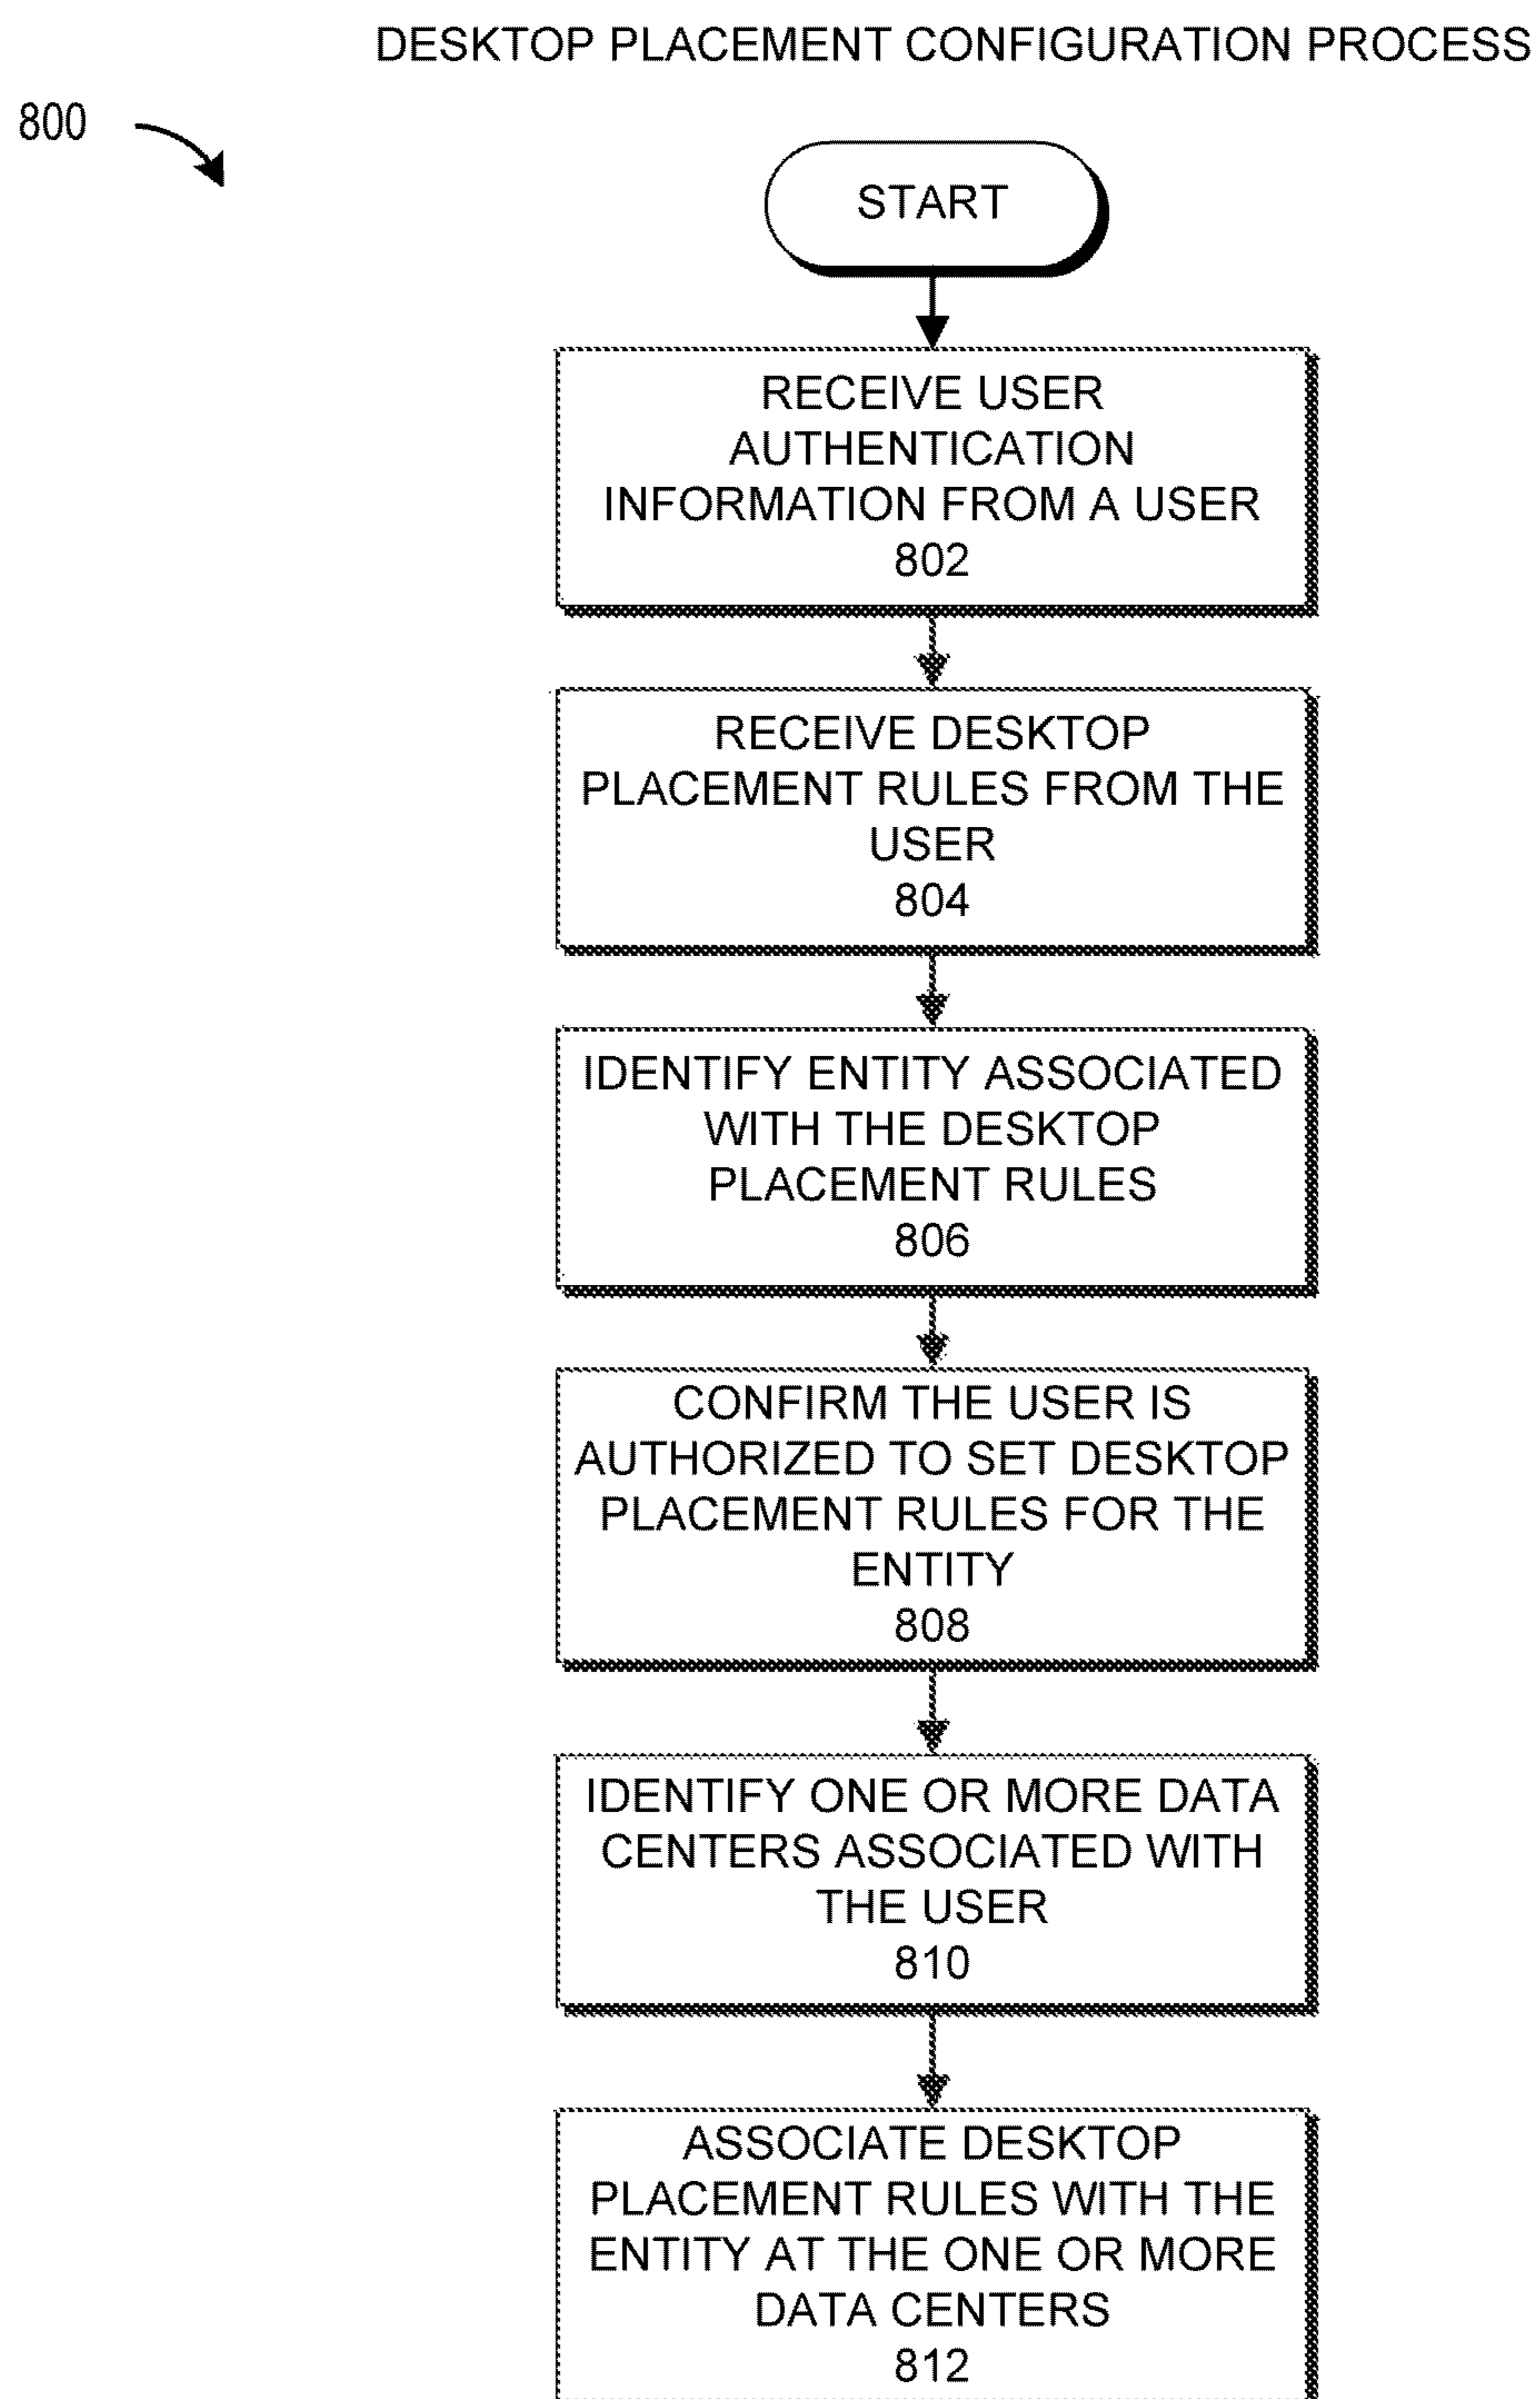 DESKTOP PLACEMENT CONFIGURATION PROCESS
800
START
RECEIVE USER
AUTHENTICATION
INFORMATION FROM A USER
802
RECEIVE DESKTOP
PLACEMENT RULES FROM THE
USER
804
IDENTIFY ENTITY ASSOCIATED
WITH THE DESKTOP
PLACEMENT RULES
806
CONFIRM THE USER IS
AUTHORIZED TO SET DESKTOP
PLACEMENT RULES FOR THE
ENTITY
808
IDENTIFY ONE OR MORE DATA
CENTERS ASSOCIATED WITH
THE USER
810
ASSOCIATE DESKTOP
PLACEMENT RULES WITH THE
ENTITY AT THE ONE OR MORE
DATA CENTERS
812